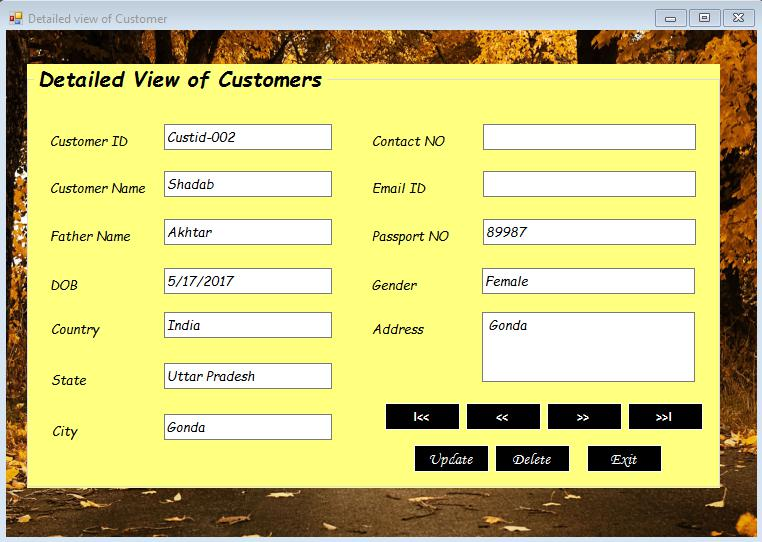 Detailed view of Customer
Detailed View of Customers
Customer ID Custid-002 Contact NO
Customer Name Shadab Email ID
Father Name Akhtar Passport NO 89987
DOB 5/17/2017 Gender Female
Country India Address Gonda
State Uttar Pradesh
City Gonda
|<< << >> >>|
Update Delete Exit